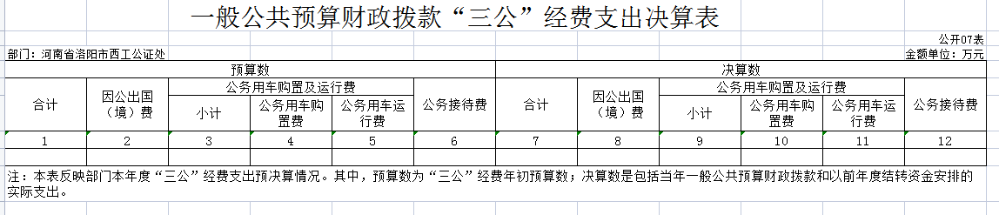 一般公共预算财政拨款“三公”经费支出决算表
公开07表
部门：河南省洛阳市西工公证处 金额单位：万元
预算数 决算数
合计 因公出国（境）费 公务用车购置及运行费 公务接待费 合计 因公出国（境）费 公务用车购置及运行费 公务接待费
小计 公务用车购置费 公务用车运行费 小计 公务用车购置费 公务用车运行费
1 2 3 4 5 6 7 8 9 10 11 12
注：本表反映部门本年度“三公”经费支出预决算情况。其中，预算数为“三公”经费年初预算数；决算数是包括当年一般公共预算财政拨款和以前年度结转资金安排的
实际支出。